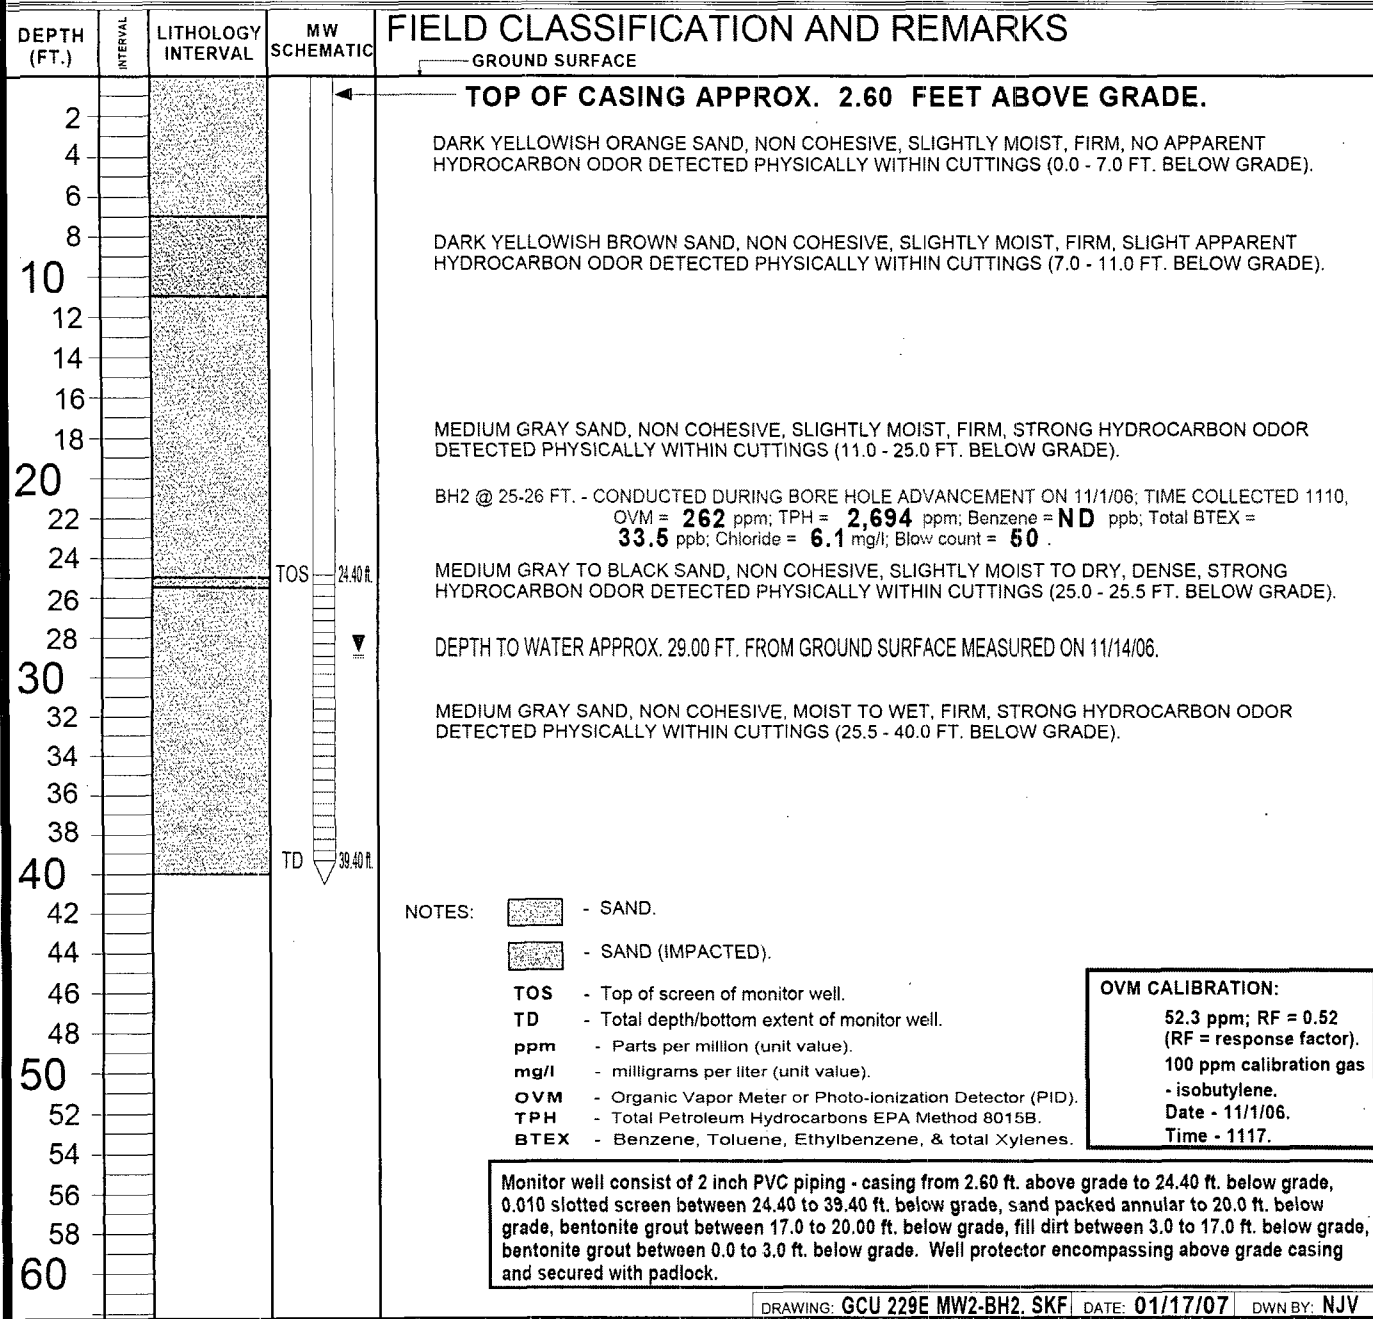 DEPTH (FT.)
INTERVAL
LITHOLOGY INTERVAL
MW SCHEMATIC
FIELD CLASSIFICATION AND REMARKS
GROUND SURFACE
TOP OF CASING APPROX. 2.60 FEET ABOVE GRADE.
2
DARK YELLOWISH ORANGE SAND, NON COHESIVE, SLIGHTLY MOIST, FIRM, NO APPARENT
4
HYDROCARBON ODOR DETECTED PHYSICALLY WITHIN CUTTINGS (0.0 - 7.0 FT. BELOW GRADE).
6
8
DARK YELLOWISH BROWN SAND, NON COHESIVE, SLIGHTLY MOIST, FIRM, SLIGHT APPARENT
HYDROCARBON ODOR DETECTED PHYSICALLY WITHIN CUTTINGS (7.0 - 11.0 FT. BELOW GRADE).
10
12
14
16
18
MEDIUM GRAY SAND, NON COHESIVE, SLIGHTLY MOIST, FIRM, STRONG HYDROCARBON ODOR
DETECTED PHYSICALLY WITHIN CUTTINGS (11.0 - 25.0 FT. BELOW GRADE).
20
BH2 @ 25-26 FT. - CONDUCTED DURING BORE HOLE ADVANCEMENT ON 11/1/06; TIME COLLECTED 1110,
22
OVM = 262 ppm; TPH = 2,694 ppm; Benzene = ND ppb; Total BTEX =
33.5 ppb; Chloride = 6.1 mg/l; Blow count = 50 .
24
TOS
24.40 ft.
MEDIUM GRAY TO BLACK SAND, NON COHESIVE, SLIGHTLY MOIST TO DRY, DENSE, STRONG
HYDROCARBON ODOR DETECTED PHYSICALLY WITHIN CUTTINGS (25.0 - 25.5 FT. BELOW GRADE).
26
28
DEPTH TO WATER APPROX. 29.00 FT. FROM GROUND SURFACE MEASURED ON 11/14/06.
30
32
MEDIUM GRAY SAND, NON COHESIVE, MOIST TO WET, FIRM, STRONG HYDROCARBON ODOR
DETECTED PHYSICALLY WITHIN CUTTINGS (25.5 - 40.0 FT. BELOW GRADE).
34
36
38
TD
39.40 ft.
40
42
NOTES:
- SAND.
44
- SAND (IMPACTED).
46
TOS - Top of screen of monitor well.
48
TD - Total depth/bottom extent of monitor well.
ppm - Parts per million (unit value).
50
mg/l - milligrams per liter (unit value).
OVM - Organic Vapor Meter or Photo-ionization Detector (PID).
52
TPH - Total Petroleum Hydrocarbons EPA Method 8015B.
BTEX - Benzene, Toluene, Ethylbenzene, & total Xylenes.
OVM CALIBRATION:
52.3 ppm; RF = 0.52
(RF = response factor).
100 ppm calibration gas
- isobutylene.
Date - 11/1/06.
Time - 1117.
54
56
58
60
Monitor well consist of 2 inch PVC piping - casing from 2.60 ft. above grade to 24.40 ft. below grade,
0.010 slotted screen between 24.40 to 39.40 ft. below grade, sand packed annular to 20.0 ft. below
grade, bentonite grout between 17.0 to 20.00 ft. below grade, fill dirt between 3.0 to 17.0 ft. below grade,
bentonite grout between 0.0 to 3.0 ft. below grade. Well protector encompassing above grade casing
and secured with padlock.
DRAWING: GCU 229E MW2-BH2. SKF DATE: 01/17/07 DWN BY: NJV